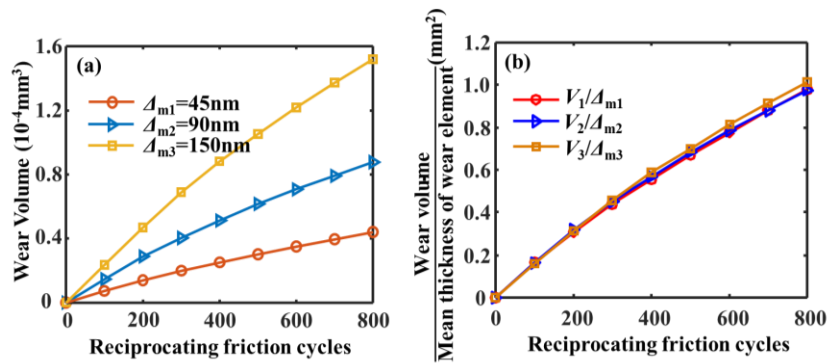 (a)
Wear Volume (10⁻⁴mm³)
1.6
1.2
0.8
0.4
0
Δm1=45nm
Δm2=90nm
Δm3=150nm
0 200 400 600 800
Reciprocating friction cycles
(b)
Wear volume
Mean thickness of wear element
(mm²)
1.2
1.0
0.8
0.6
0.4
0.2
0
V1/Δm1
V2/Δm2
V3/Δm3
0 200 400 600 800
Reciprocating friction cycles